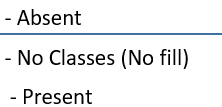 - Absent
- No Classes (No fill)
- Present